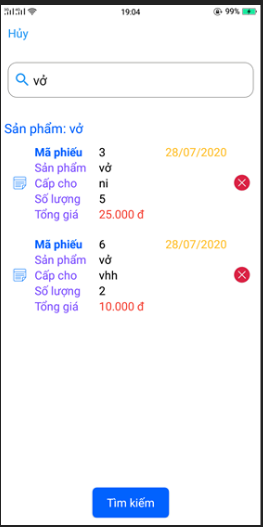 19:04
99%
Hủy
vở
Sản phẩm: vở
Mã phiếu 3 28/07/2020
Sản phẩm vở
Cấp cho ni
Số lượng 5
Tổng giá 25.000 đ
Mã phiếu 6 28/07/2020
Sản phẩm vở
Cấp cho vhh
Số lượng 2
Tổng giá 10.000 đ
Tìm kiếm